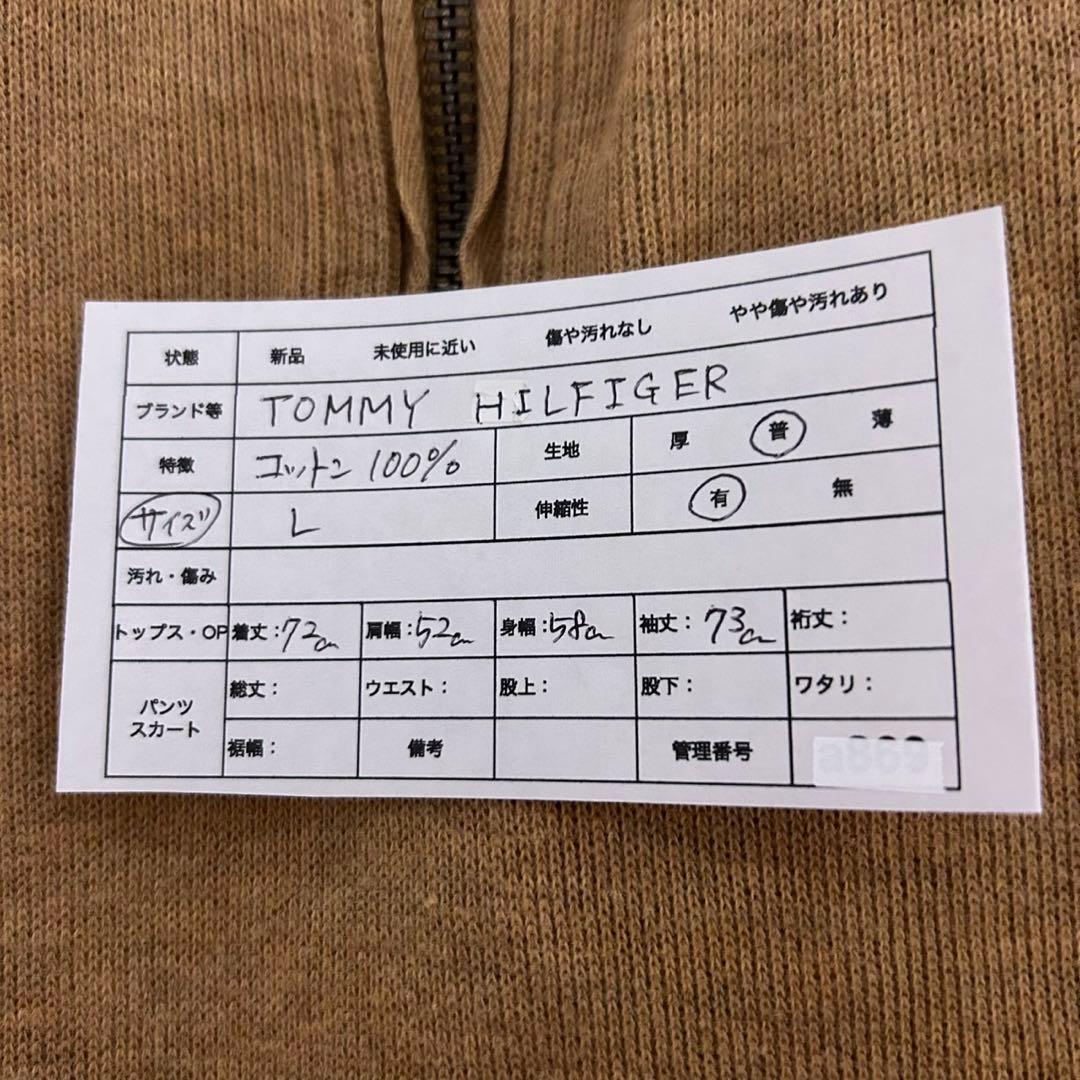 状態 新品 未使用に近い 傷や汚れなし やや傷や汚れあり
ブランド等 TOMMY HILFIGER
特徴 コットン 100% 生地 厚 普 薄
サイズ L 伸縮性 有 無
汚れ・傷み
トップス・OP 着丈：72cm 肩幅：52cm 身幅：58cm 袖丈：73cm 裄丈：
パンツ スカート 総丈： ウエスト： 股上： 股下： ワタリ：
裾幅： 備考 管理番号 a869